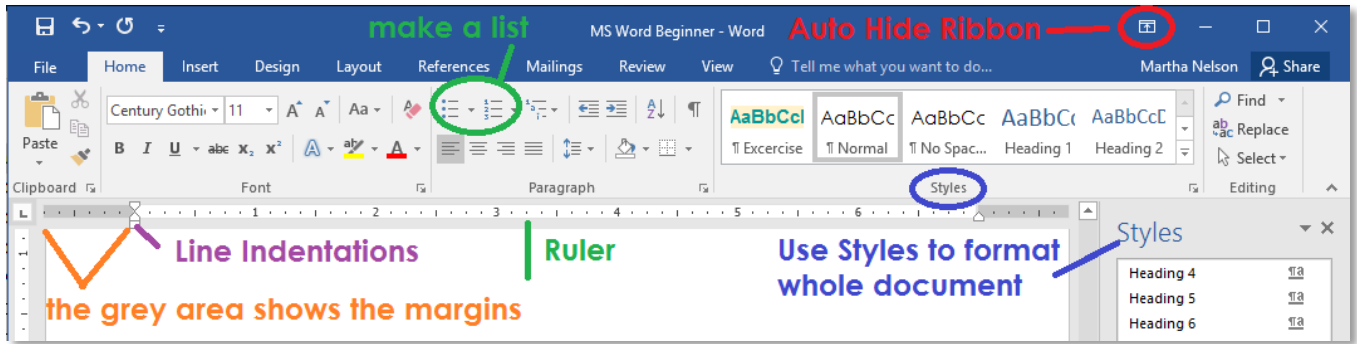 make a list
MS Word Beginner - Word
Auto Hide Ribbon
File Home Insert Design Layout References Mailings Review View Tell me what you want to do... Martha Nelson Share
Century Gothi 11 A A Aa
AaBbCcI AaBbCc AaBbCc AaBbC AaBbCcC
Find
Replace
Paste
B I U abc x₂ x² A aby A
¶ Excercise ¶ Normal ¶ No Spac... Heading 1 Heading 2
Select
Clipboard Font Paragraph Styles Editing
L 1 2 3 4 5 6
Line Indentations
Ruler
Use Styles to format
whole document
the grey area shows the margins
Styles
Heading 4 ¶a
Heading 5 ¶a
Heading 6 ¶a